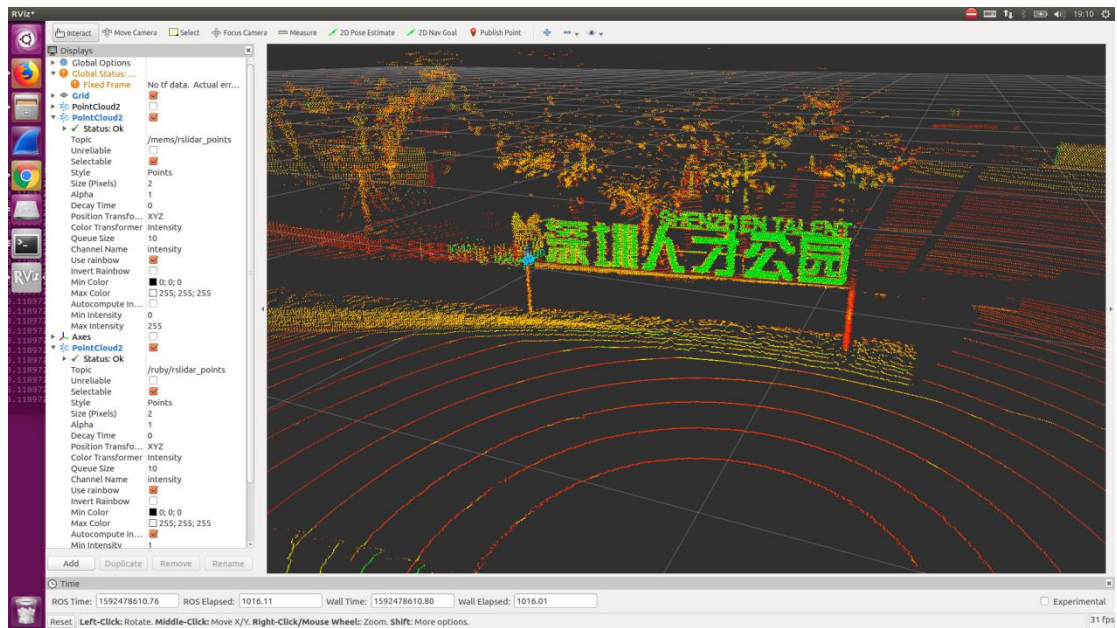 RViz*
19:10
Interact
Move Camera
Select
Focus Camera
Measure
2D Pose Estimate
2D Nav Goal
Publish Point
Displays
Global Options
Global Status: ...
Fixed Frame No tf data. Actual err...
Grid
PointCloud2
PointCloud2
Status: Ok
Topic /mems/rslidar_points
Unreliable
Selectable
Style Points
Size (Pixels) 2
Alpha 1
Decay Time 0
Position Transfo... XYZ
Color Transformer Intensity
Queue Size 10
Channel Name intensity
Use rainbow
Invert Rainbow
Min Color 0; 0; 0
Max Color 255; 255; 255
Autocompute In...
Min Intensity 0
Max Intensity 255
Axes
PointCloud2
Status: Ok
Topic /ruby/rslidar_points
Unreliable
Selectable
Style Points
Size (Pixels) 2
Alpha 1
Decay Time 0
Position Transfo... XYZ
Color Transformer Intensity
Queue Size 10
Channel Name intensity
Use rainbow
Invert Rainbow
Min Color 0; 0; 0
Max Color 255; 255; 255
Autocompute In...
Min Intensity 1
Add Duplicate Remove Rename
SHENZHEN TALENT
深圳人才公园
RViz
Time
ROS Time: 1592478610.76 ROS Elapsed: 1016.11 Wall Time: 1592478610.80 Wall Elapsed: 1016.01 Experimental
Reset Left-Click: Rotate. Middle-Click: Move X/Y. Right-Click/Mouse Wheel:: Zoom. Shift: More options. 31 fps